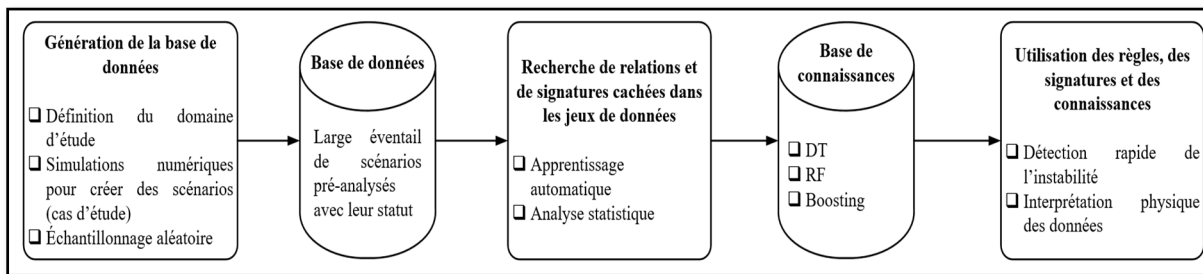 Génération de la base de
données
❑ Définition du domaine
d’étude
❑ Simulations numériques
pour créer des scénarios
(cas d’étude)
❑ Échantillonnage aléatoire
Base de données
Large éventail
de scénarios
pré-analysés
avec leur statut
Recherche de relations et
de signatures cachées dans
les jeux de données
❑ Apprentissage
automatique
❑ Analyse statistique
Base de
connaissances
❑ DT
❑ RF
❑ Boosting
Utilisation des règles, des
signatures et des
connaissances
❑ Détection rapide de
l’instabilité
❑ Interprétation physique
des données